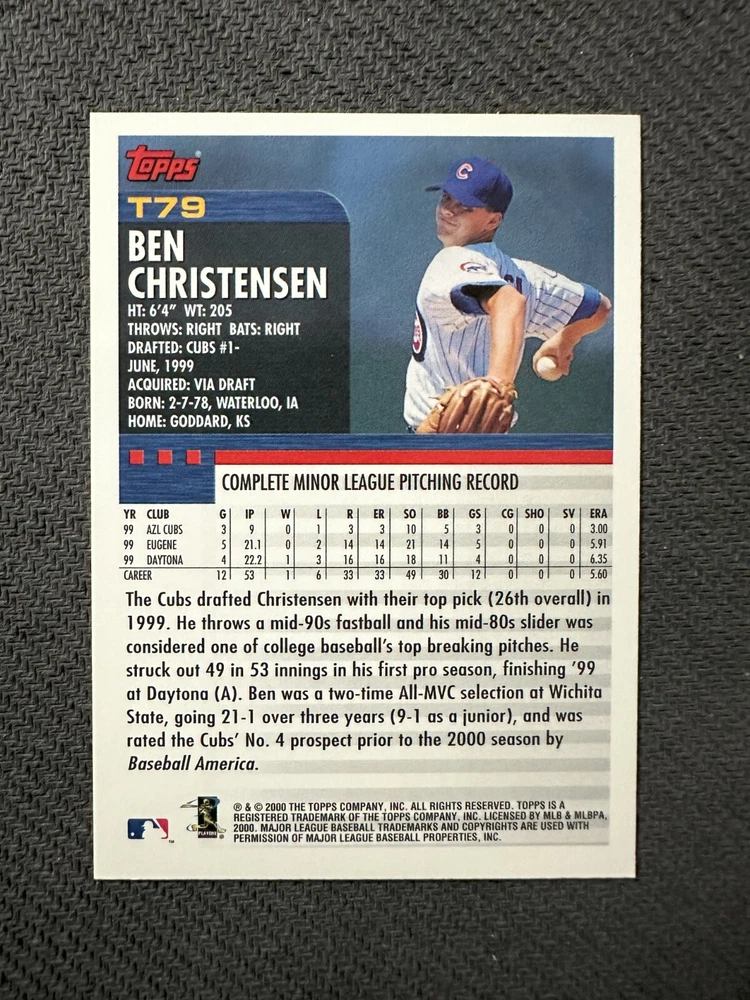 Topps®
T79
BEN
CHRISTENSEN
HT: 6'4" WT: 205
THROWS: RIGHT BATS: RIGHT
DRAFTED: CUBS #1-
JUNE, 1999
ACQUIRED: VIA DRAFT
BORN: 2-7-78, WATERLOO, IA
HOME: GODDARD, KS
C
COMPLETE MINOR LEAGUE PITCHING RECORD
YR CLUB G IP W L R ER SO BB GS CG SHO SV ERA
99 AZL CUBS 3 9 0 1 3 3 10 5 3 0 0 0 3.00
99 EUGENE 5 21.1 0 2 14 14 21 14 5 0 0 0 5.91
99 DAYTONA 4 22.2 1 3 16 16 18 11 4 0 0 0 6.35
CAREER 12 53 1 6 33 33 49 30 12 0 0 0 5.60
The Cubs drafted Christensen with their top pick (26th overall) in
1999. He throws a mid-90s fastball and his mid-80s slider was
considered one of college baseball's top breaking pitches. He
struck out 49 in 53 innings in his first pro season, finishing '99
at Daytona (A). Ben was a two-time All-MVC selection at Wichita
State, going 21-1 over three years (9-1 as a junior), and was
rated the Cubs' No. 4 prospect prior to the 2000 season by
Baseball America.
PLAYERS
® & © 2000 THE TOPPS COMPANY, INC. ALL RIGHTS RESERVED. TOPPS IS A
REGISTERED TRADEMARK OF THE TOPPS COMPANY, INC. LICENSED BY MLB & MLBPA,
2000. MAJOR LEAGUE BASEBALL TRADEMARKS AND COPYRIGHTS ARE USED WITH
PERMISSION OF MAJOR LEAGUE BASEBALL PROPERTIES, INC.
TM